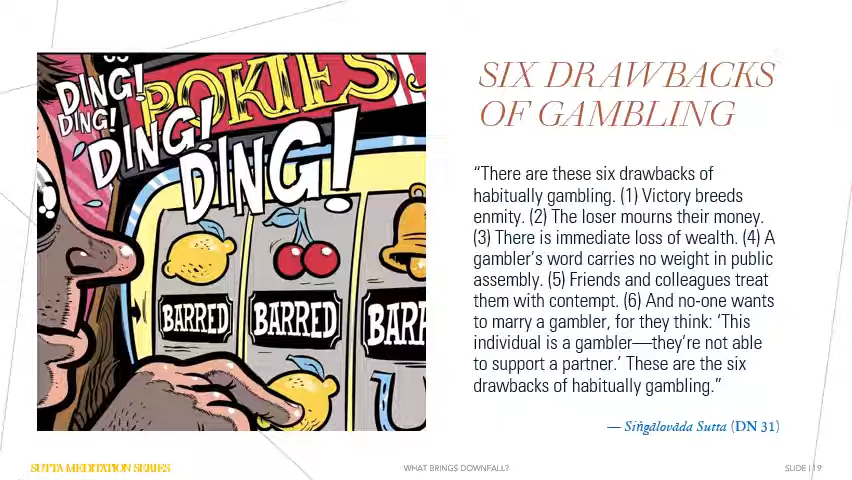 DING!
DING!
DING!
DING!
POKIES
BARRED
BARRED
BARR
SIX DRAWBACKS
OF GAMBLING
“There are these six drawbacks of
habitually gambling. (1) Victory breeds
enmity. (2) The loser mourns their money.
(3) There is immediate loss of wealth. (4) A
gambler’s word carries no weight in public
assembly. (5) Friends and colleagues treat
them with contempt. (6) And no-one wants
to marry a gambler, for they think: ‘This
individual is a gambler—they’re not able
to support a partner.’ These are the six
drawbacks of habitually gambling.”
— Siṅgālovāda Sutta (DN 31)
SUTTA MEDITATION SERIES
WHAT BRINGS DOWNFALL?
SLIDE | 19